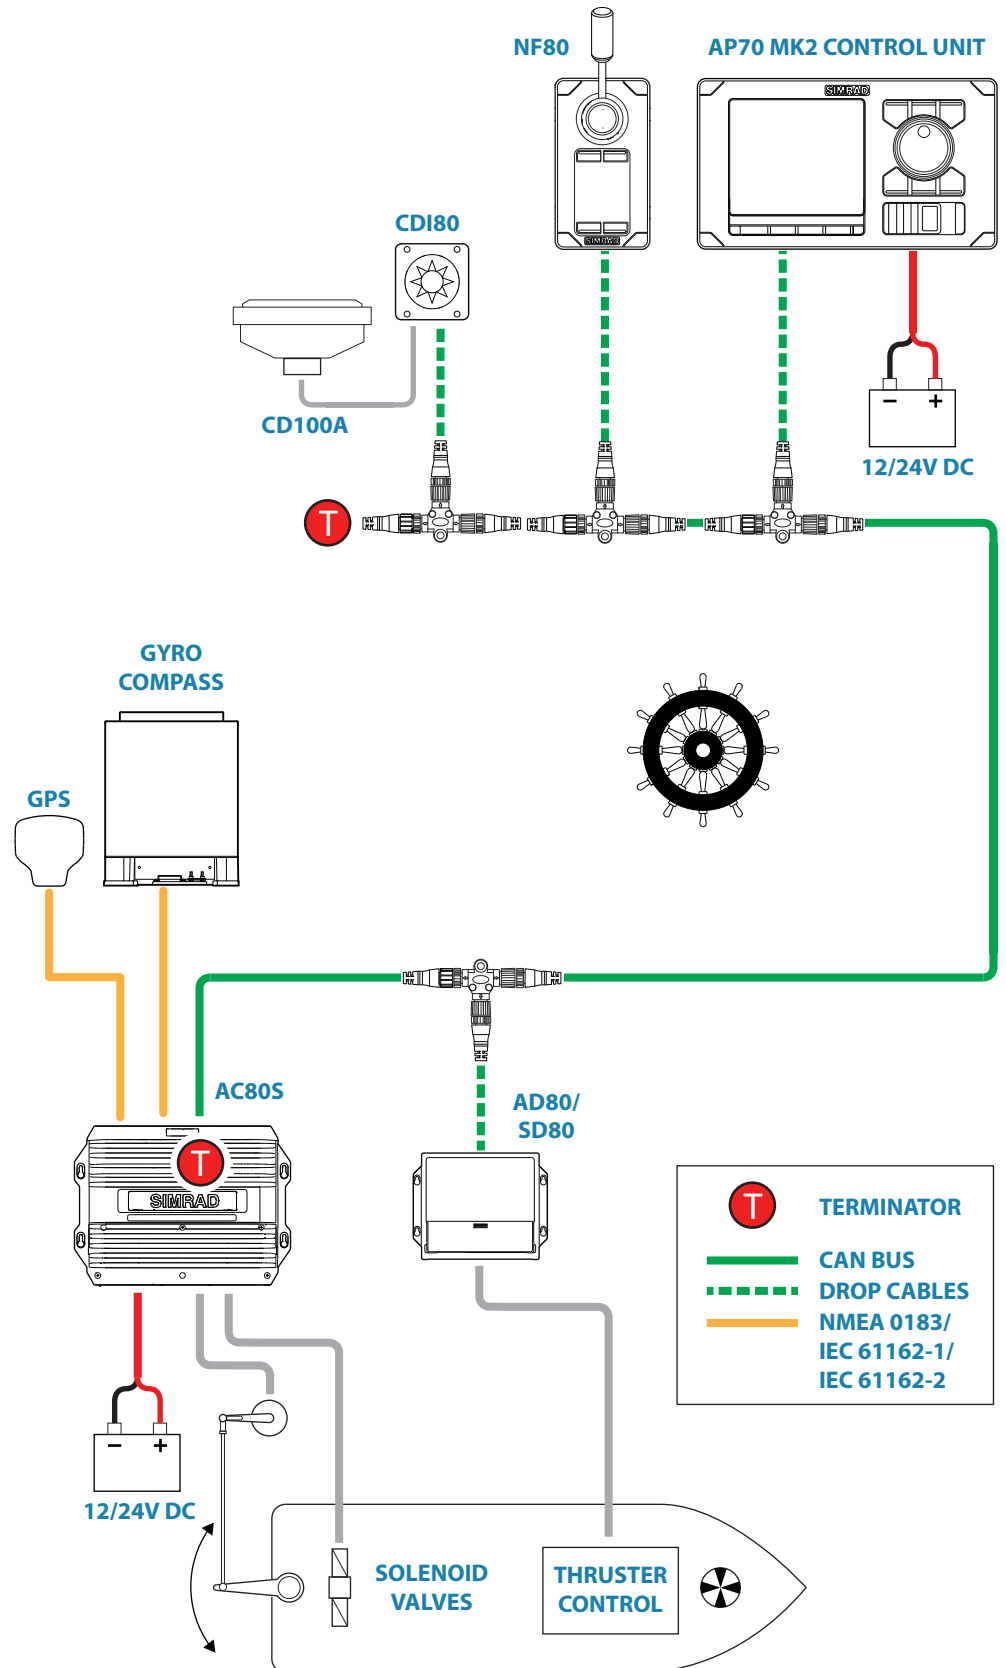 NF80
AP70 MK2 CONTROL UNIT
SIMRAD
CDI80
SIMRAD
CD100A
12/24V DC
T
GYRO
COMPASS
GPS
AC80S
AD80/
SD80
T
SIMRAD
T
TERMINATOR
CAN BUS
DROP CABLES
NMEA 0183/
IEC 61162-1/
IEC 61162-2
12/24V DC
SOLENOID
VALVES
THRUSTER
CONTROL